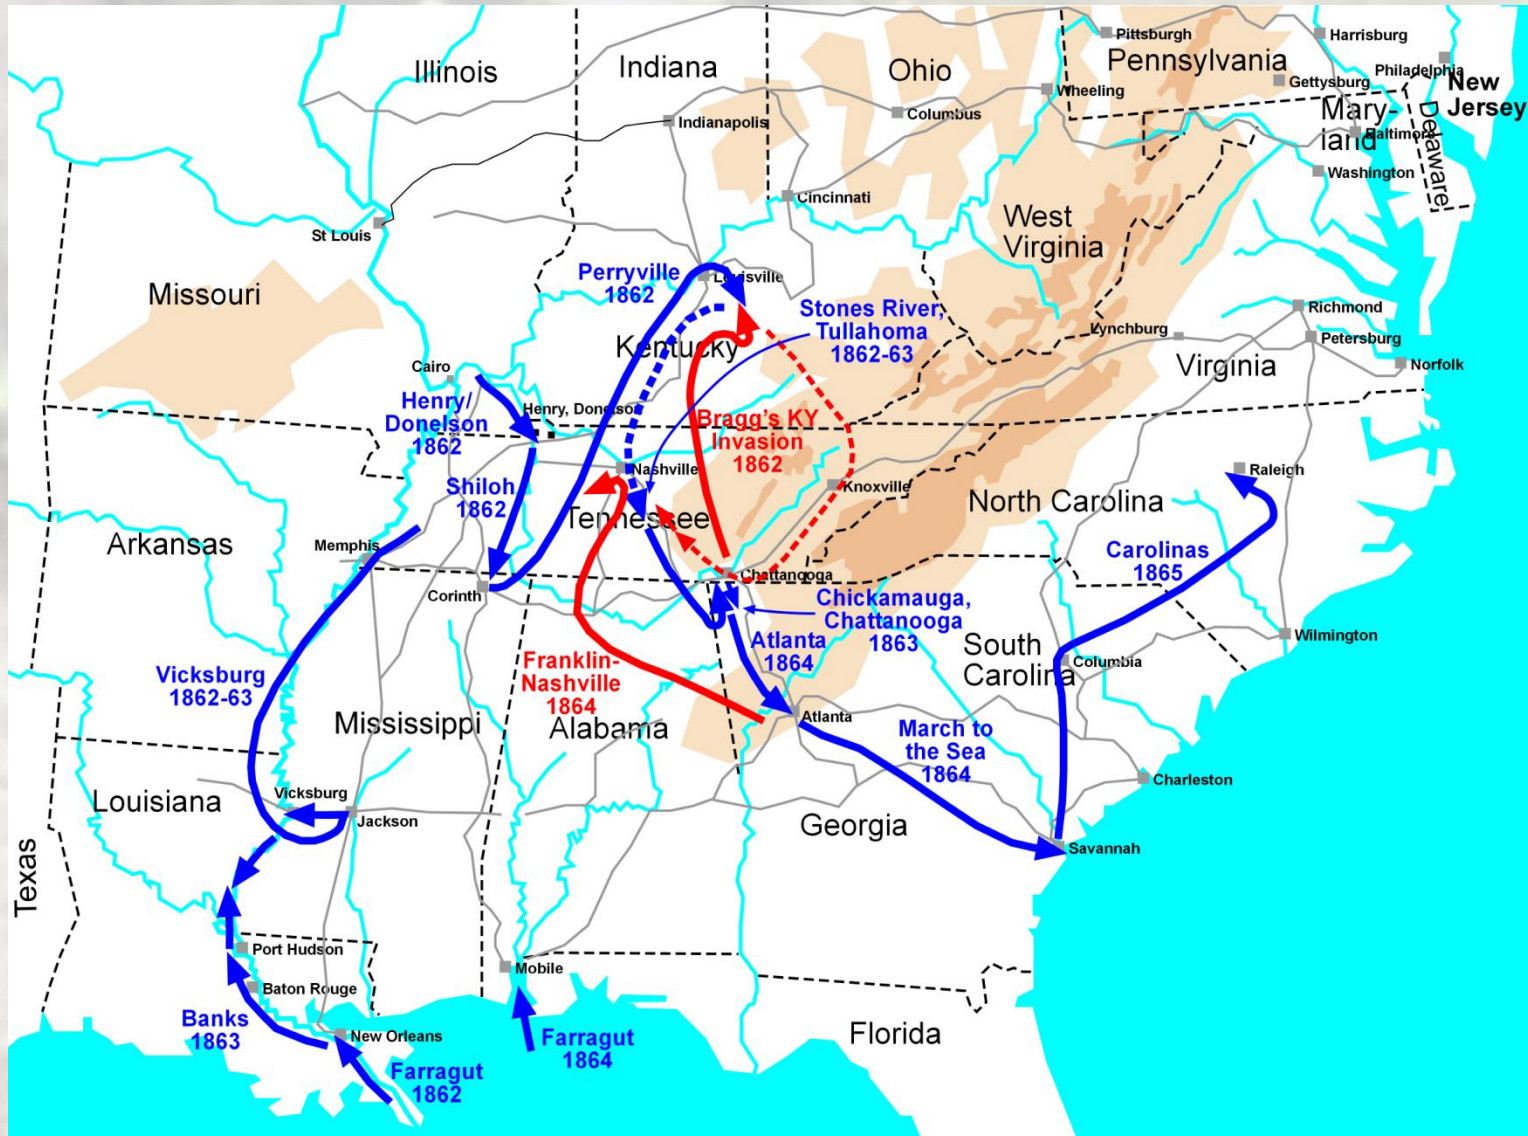 Illinois
Indiana
Ohio
Pittsburgh
Pennsylvania
Harrisburg
Philadelphia
New
Jersey
Gettysburg
Wheeling
Mary-
land
Delaware
Baltimore
Washington
Columbus
Indianapolis
Cincinnati
St Louis
West
Virginia
Missouri
Perryville
1862
Louisville
Stones River,
Tullahoma
1862-63
Kentucky
Richmond
Lynchburg
Petersburg
Virginia
Norfolk
Cairo
Henry/
Donelson
1862
Henry, Donelson
Bragg's KY
Invasion
1862
Nashville
Knoxville
Raleigh
Shiloh
1862
Tennessee
North Carolina
Arkansas
Memphis
Corinth
Chattanooga
Carolinas
1865
Chickamauga,
Chattanooga
1863
Atlanta
1864
South
Carolina
Columbia
Wilmington
Vicksburg
1862-63
Franklin-
Nashville
1864
Mississippi
Alabama
Atlanta
March to
the Sea
1864
Charleston
Louisiana
Vicksburg
Jackson
Georgia
Savannah
Texas
Port Hudson
Mobile
Baton Rouge
Banks
1863
New Orleans
Farragut
1862
Farragut
1864
Florida